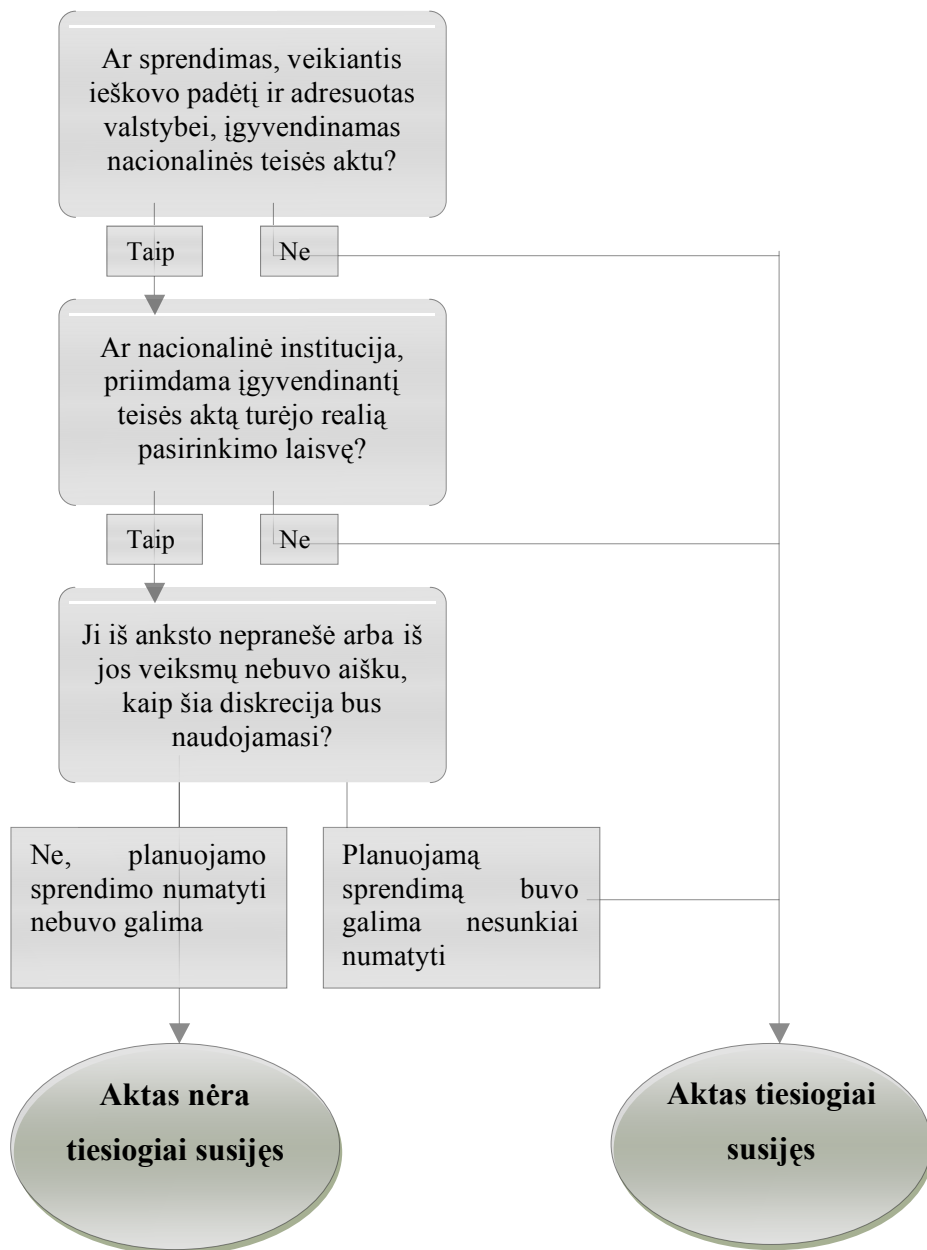 Ar sprendimas, veikiantis
ieškovo padėtį ir adresuotas
valstybei, įgyvendinamas
nacionalinės teisės aktu?
Taip
Ne
Ar nacionalinė institucija,
priimdama įgyvendinantį
teisės aktą turėjo realią
pasirinkimo laisvę?
Taip
Ne
Ji iš anksto nepranešė arba iš
jos veiksmų nebuvo aišku,
kaip šia diskrecija bus
naudojamasi?
Ne, planuojamo
sprendimo numatyti
nebuvo galima
Planuojamą
sprendimą buvo
galima nesunkiai
numatyti
Aktas nėra
tiesiogiai susijęs
Aktas tiesiogiai
susijęs